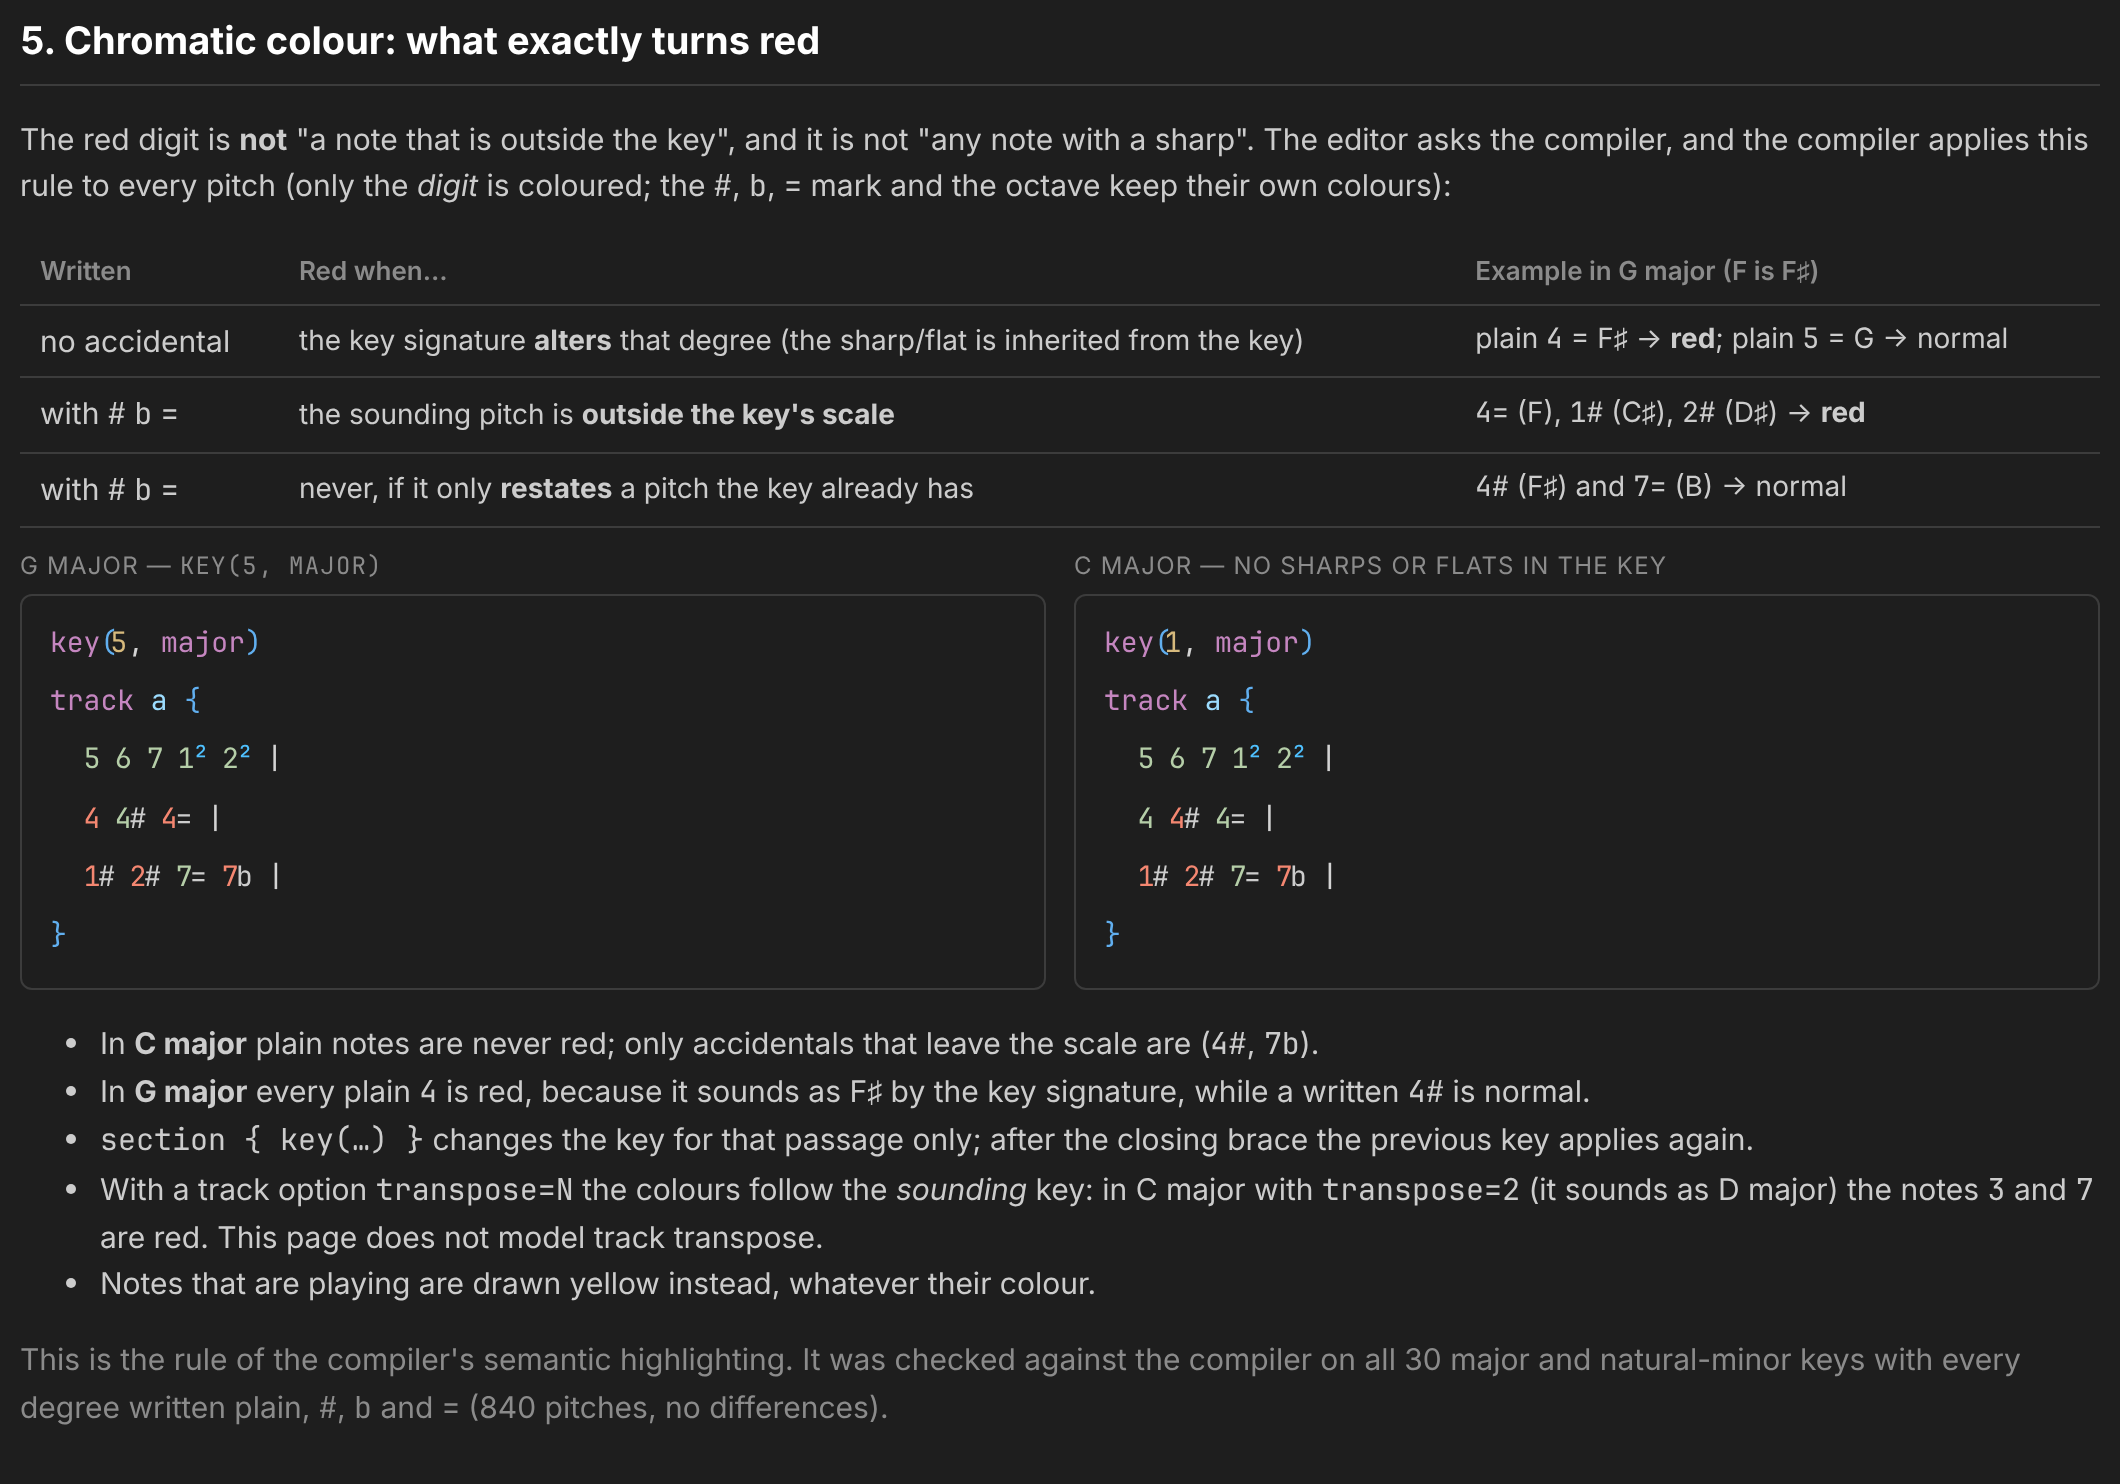 5. Chromatic colour: what exactly turns red
The red digit is not "a note that is outside the key", and it is not "any note with a sharp". The editor asks the compiler, and the compiler applies this
rule to every pitch (only the digit is coloured; the #, b, = mark and the octave keep their own colours):
Written Red when... Example in G major (F is F♯)
no accidental the key signature alters that degree (the sharp/flat is inherited from the key) plain 4 = F♯ → red; plain 5 = G → normal
with # b = the sounding pitch is outside the key's scale 4= (F), 1# (C♯), 2# (D♯) → red
with # b = never, if it only restates a pitch the key already has 4# (F♯) and 7= (B) → normal
G MAJOR — KEY(5, MAJOR)
key(5, major)
track a {
5 6 7 1² 2² |
4 4# 4= |
1# 2# 7= 7b |
}
C MAJOR — NO SHARPS OR FLATS IN THE KEY
key(1, major)
track a {
5 6 7 1² 2² |
4 4# 4= |
1# 2# 7= 7b |
}
• In C major plain notes are never red; only accidentals that leave the scale are (4#, 7b).
• In G major every plain 4 is red, because it sounds as F♯ by the key signature, while a written 4# is normal.
• section { key(…) } changes the key for that passage only; after the closing brace the previous key applies again.
• With a track option transpose=N the colours follow the sounding key: in C major with transpose=2 (it sounds as D major) the notes 3 and 7
are red. This page does not model track transpose.
• Notes that are playing are drawn yellow instead, whatever their colour.
This is the rule of the compiler's semantic highlighting. It was checked against the compiler on all 30 major and natural-minor keys with every
degree written plain, #, b and = (840 pitches, no differences).